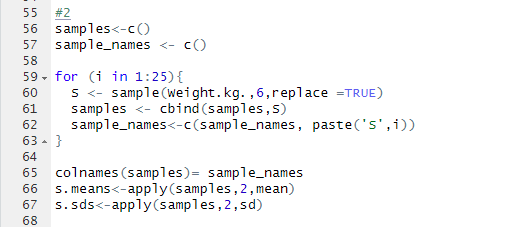 55 #2
56 samples<-c()
57 sample_names <- c()
58
59 for (i in 1:25){
60 S <- sample(weight.kg.,6,replace =TRUE)
61 samples <- cbind(samples,S)
62 sample_names<-c(sample_names, paste('S',i))
63 }
64
65 colnames(samples)= sample_names
66 s.means<-apply(samples,2,mean)
67 s.sds<-apply(samples,2,sd)
68